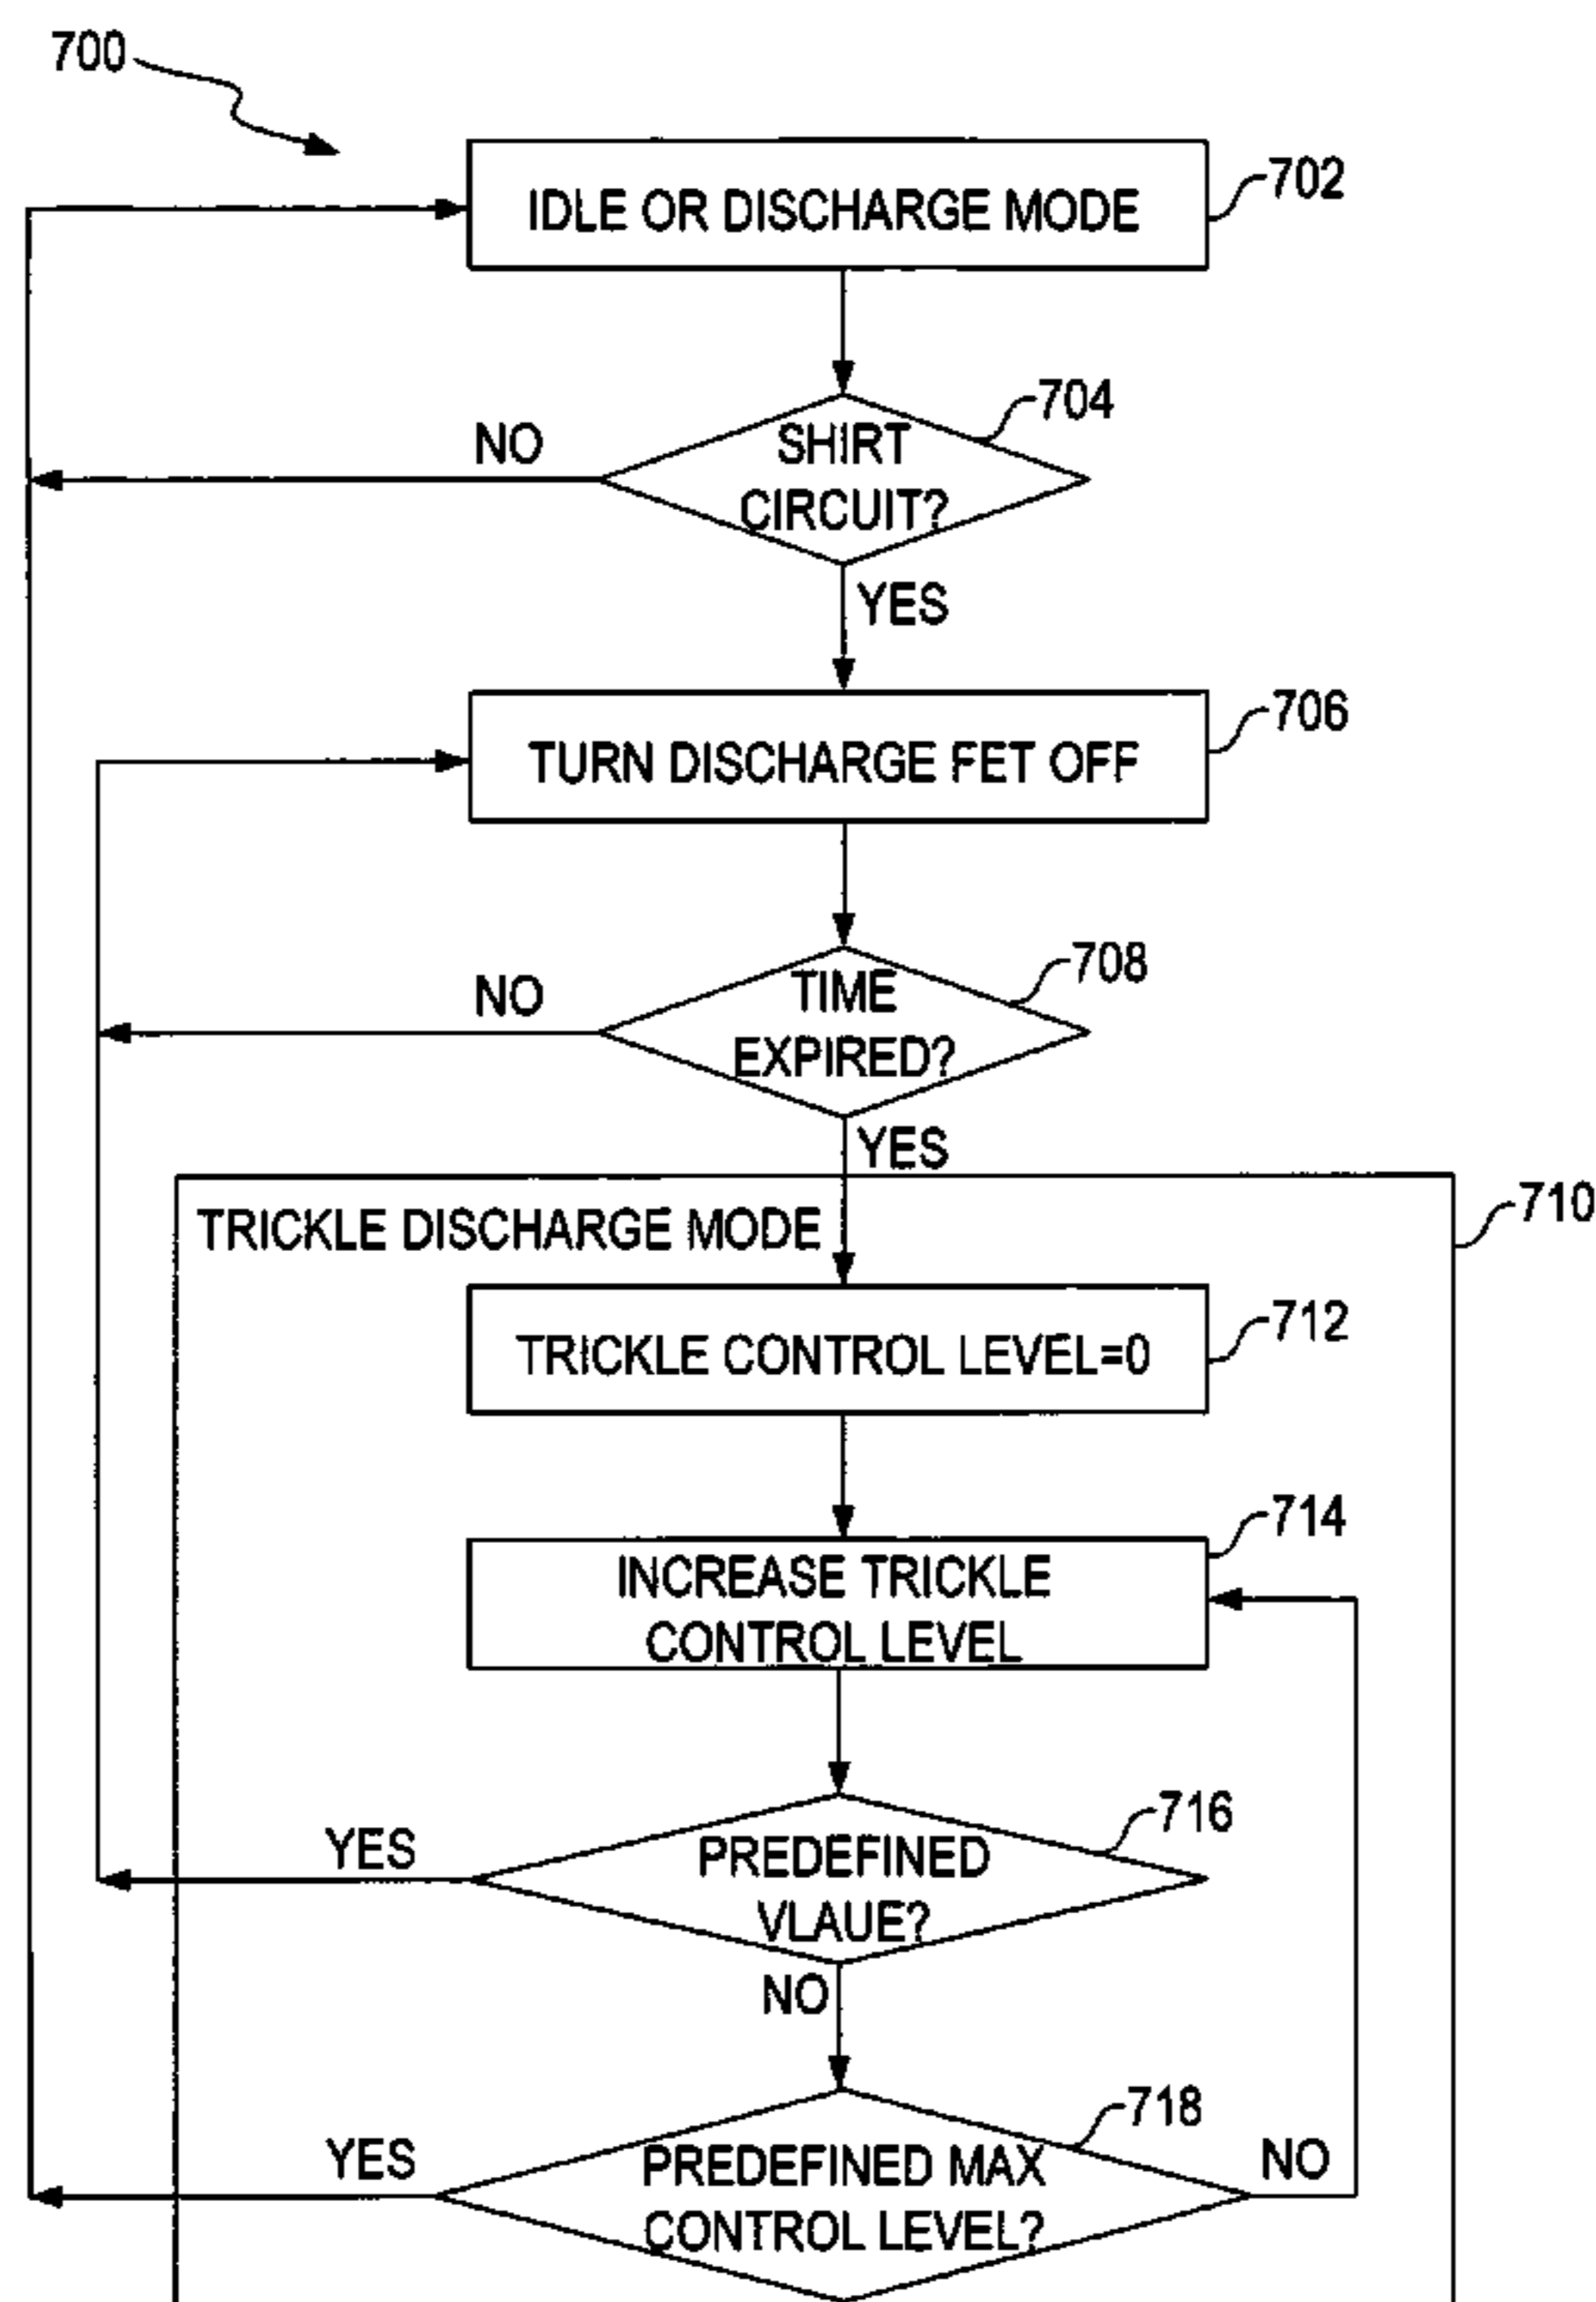 700
IDLE OR DISCHARGE MODE
702
SHIRT
CIRCUIT?
704
NO
YES
TURN DISCHARGE FET OFF
706
TIME
EXPIRED?
708
NO
YES
TRICKLE DISCHARGE MODE
710
TRICKLE CONTROL LEVEL=0
712
INCREASE TRICKLE
CONTROL LEVEL
714
PREDEFINED
VLAUE?
716
YES
NO
PREDEFINED MAX
CONTROL LEVEL?
718
YES
NO